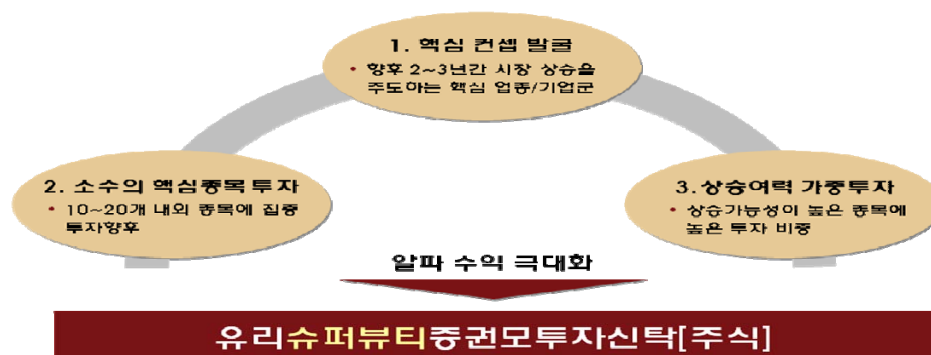 1. 핵심 컨셉 발굴
• 향후 2~3년간 시장 상승을
주도하는 핵심 업종/기업군
2. 소수의 핵심종목 투자
• 10~20개 내외 종목에 집중
투자향후
3. 상승여력 가중투자
• 상승가능성이 높은 종목에
높은 투자 비중
알파 수익 극대화
유리슈퍼뷰티증권모투자신탁[주식]